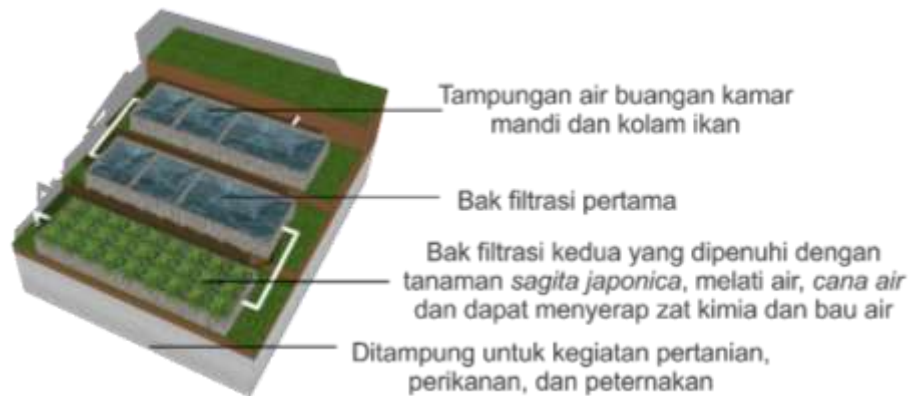 Tampungan air buangan kamar
mandi dan kolam ikan
Bak filtrasi pertama
Bak filtrasi kedua yang dipenuhi dengan
tanaman sagita japonica, melati air, cana air
dan dapat menyerap zat kimia dan bau air
Ditampung untuk kegiatan pertanian,
perikanan, dan peternakan